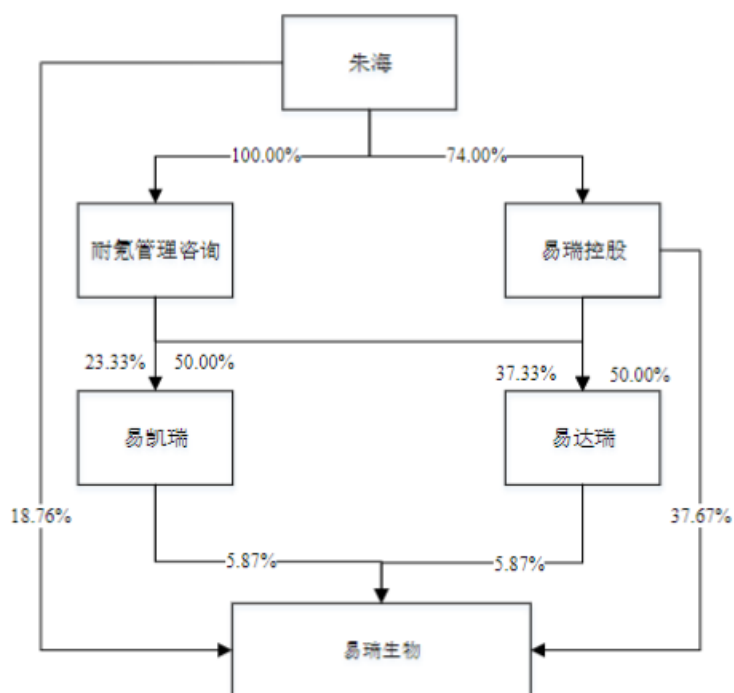 朱海
100.00%
74.00%
耐氪管理咨询
易瑞控股
23.33%
50.00%
37.33%
50.00%
易凯瑞
易达瑞
18.76%
37.67%
5.87%
5.87%
易瑞生物